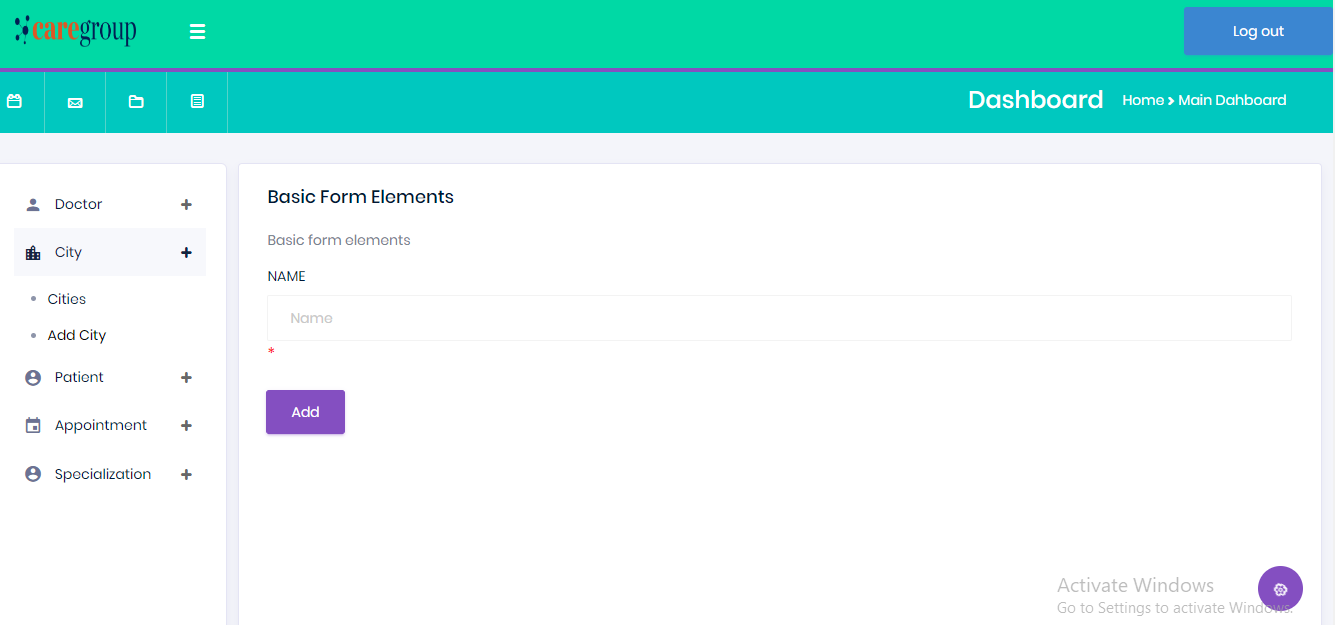 caregroup
Log out
Dashboard
Home > Main Dahboard
Doctor
City
Cities
Add City
Patient
Appointment
Specialization
Basic Form Elements
Basic form elements
NAME
Name
*
Add
Activate Windows
Go to Settings to activate Windows.